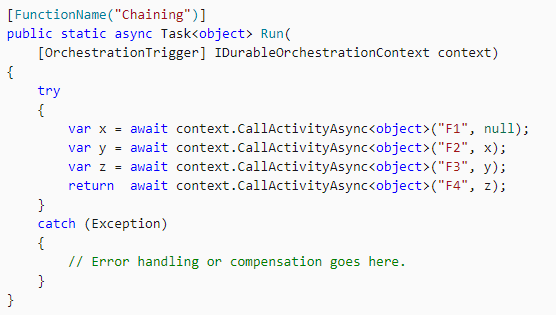 [FunctionName("Chaining")]
public static async Task<object> Run(
    [OrchestrationTrigger] IDurableOrchestrationContext context)
{
    try
    {
        var x = await context.CallActivityAsync<object>("F1", null);
        var y = await context.CallActivityAsync<object>("F2", x);
        var z = await context.CallActivityAsync<object>("F3", y);
        return  await context.CallActivityAsync<object>("F4", z);
    }
    catch (Exception)
    {
        // Error handling or compensation goes here.
    }
}